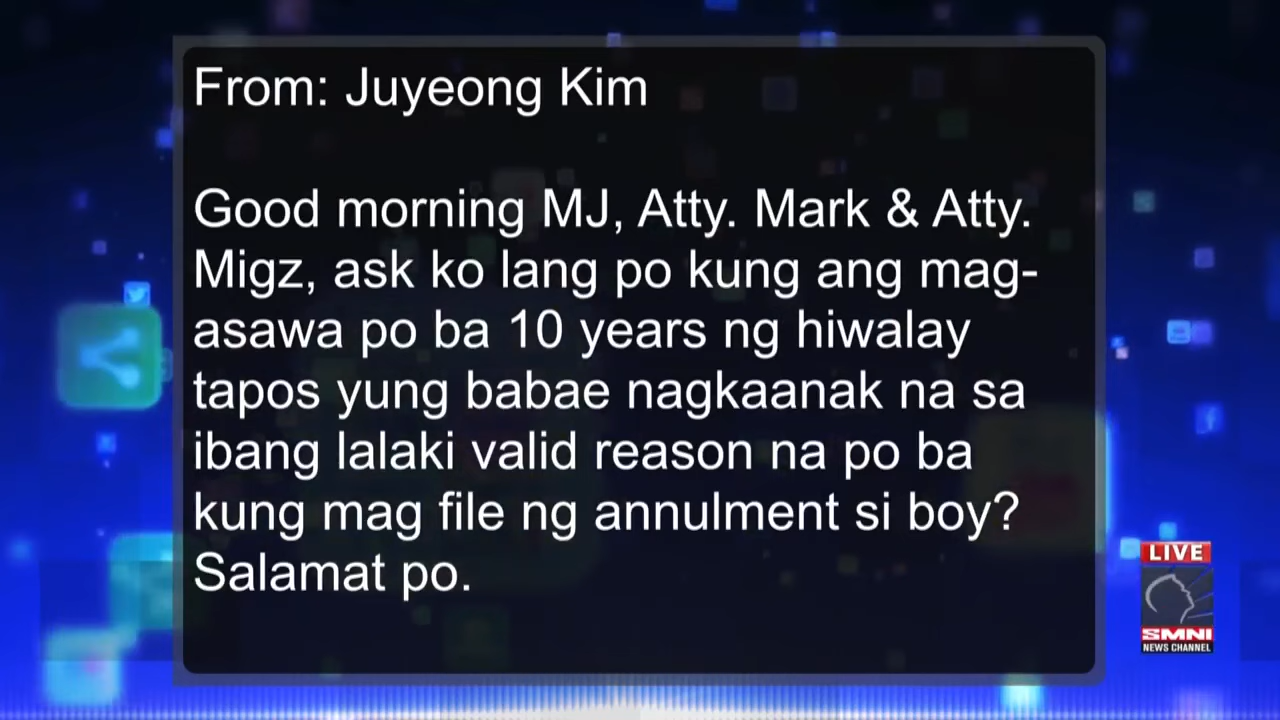 From: Juyeong Kim
Good morning MJ, Atty. Mark & Atty.
Migz, ask ko lang po kung ang mag-
asawa po ba 10 years ng hiwalay
tapos yung babae nagkaanak na sa
ibang lalaki valid reason na po ba
kung mag file ng annulment si boy?
Salamat po.
LIVE
SMNI
NEWS CHANNEL